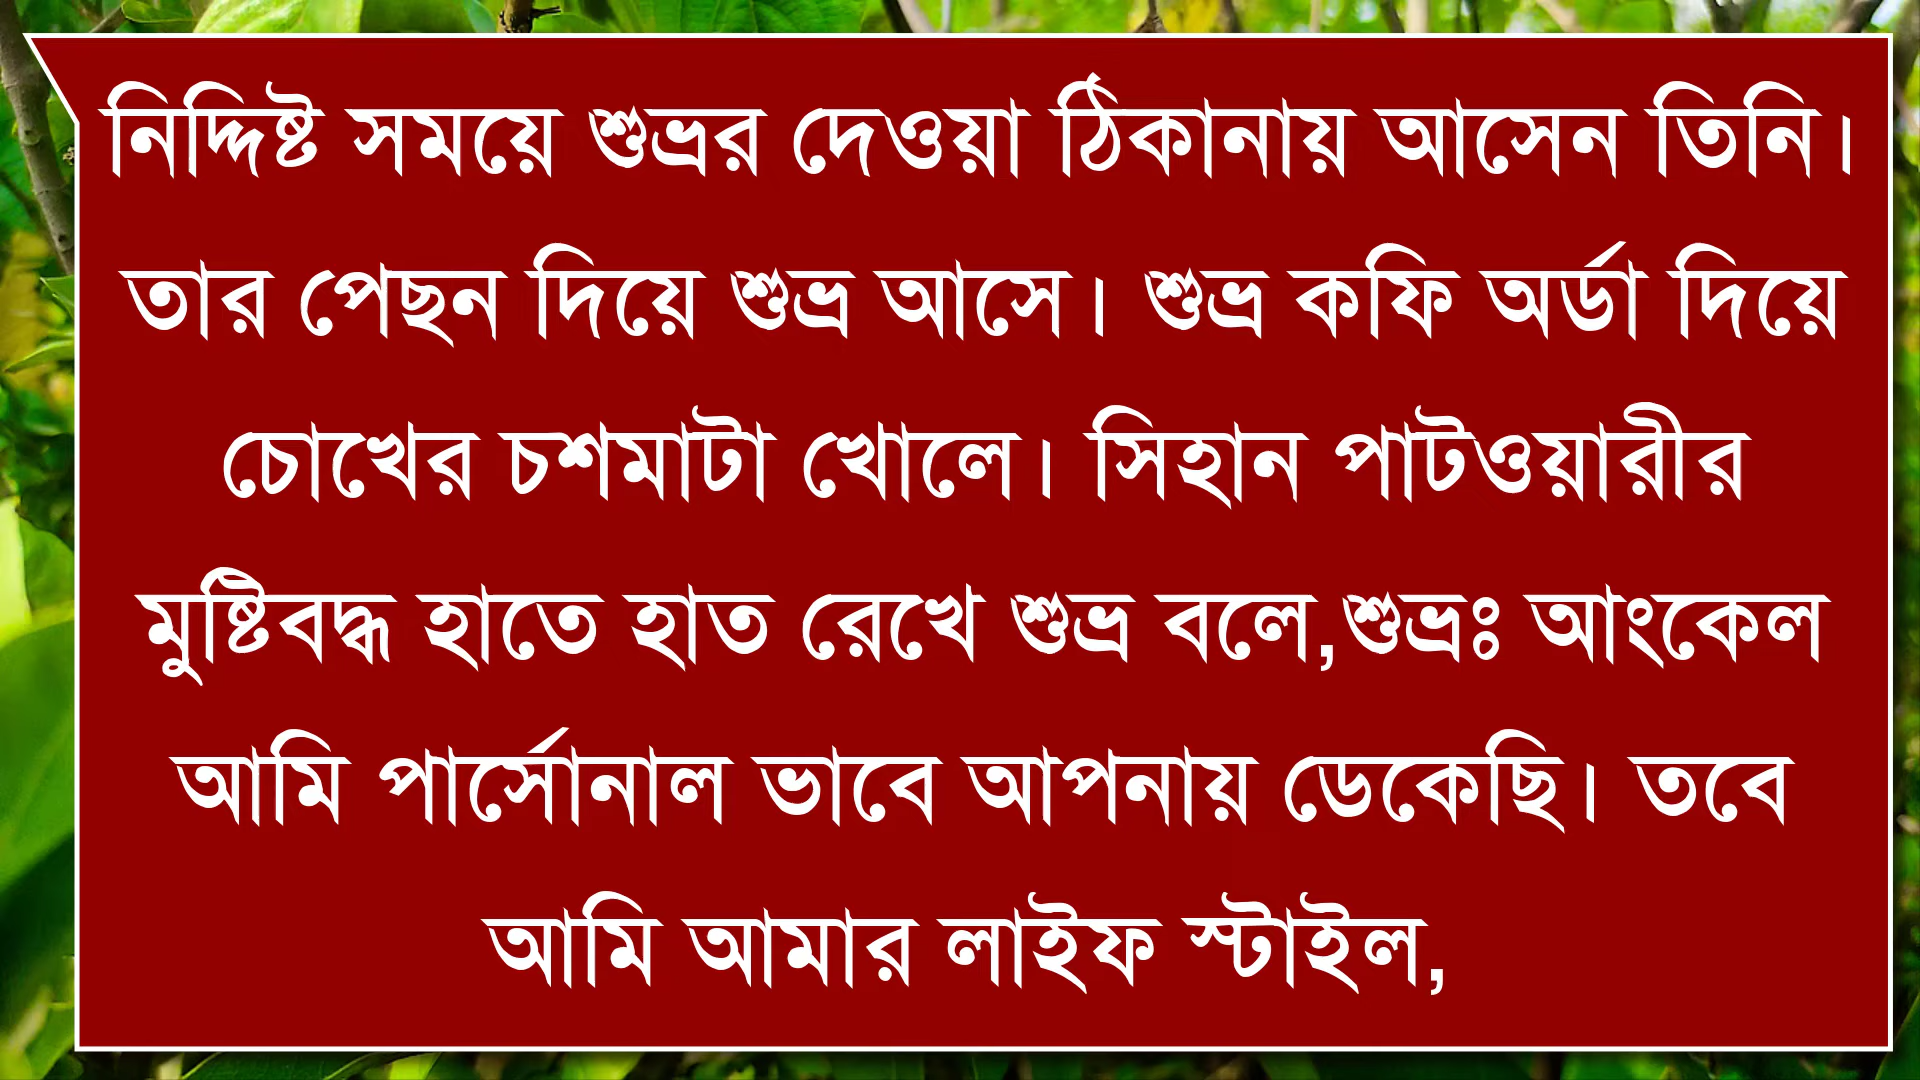 নিদ্দিষ্ট সময়ে শুভ্রর দেওয়া ঠিকানায় আসেন তিনি।
তার পেছন দিয়ে শুভ্র আসে। শুভ্র কফি অর্ডা দিয়ে
চোখের চশমাটা খোলে। সিহান পাটওয়ারীর
মুষ্টিবদ্ধ হাতে হাত রেখে শুভ্র বলে,শুভ্রঃ আংকেল
আমি পার্সোনাল ভাবে আপনায় ডেকেছি। তবে
আমি আমার লাইফ স্টাইল,